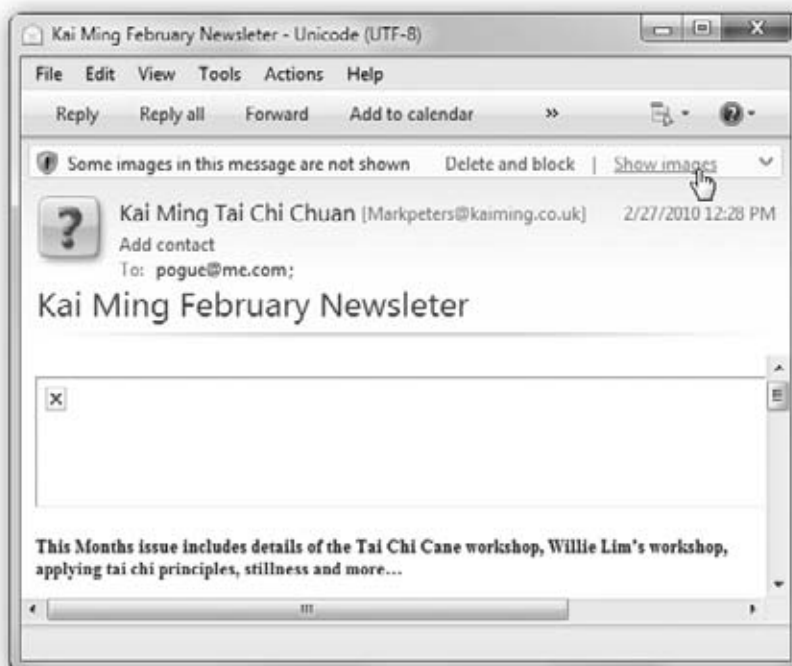 Kai Ming February Newsleter - Unicode (UTF-8)
File Edit View Tools Actions Help
Reply Reply all Forward Add to calendar »
Some images in this message are not shown Delete and block | Show images
Kai Ming Tai Chi Chuan [Markpeters@kaiming.co.uk] 2/27/2010 12:28 PM
Add contact
To: pogue@me.com;
Kai Ming February Newsleter
This Months issue includes details of the Tai Chi Cane workshop, Willie Lim's workshop,
applying tai chi principles, stillness and more...